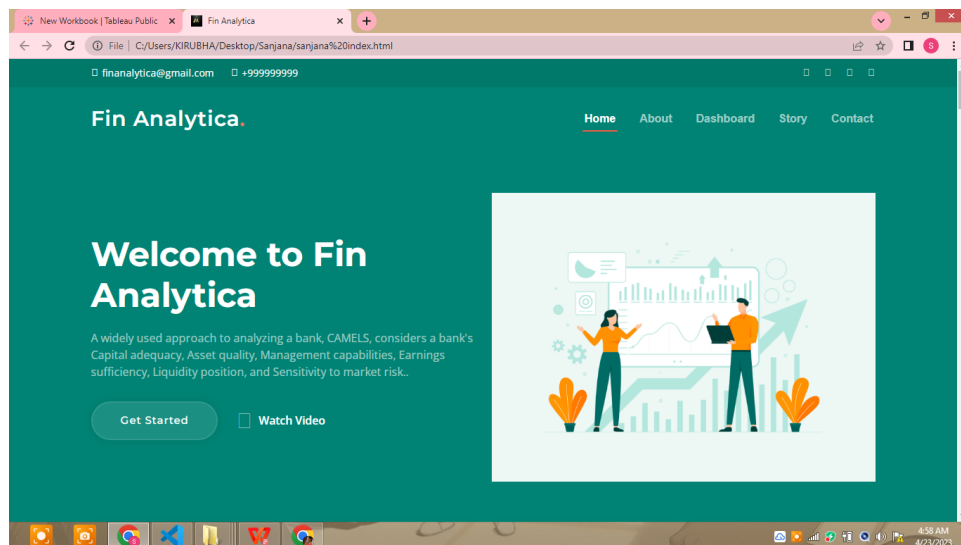 New Workbook | Tableau Public
Fin Analytica
File | C:/Users/KIRUBHA/Desktop/Sanjana/sanjana%20index.html
S
finanalytica@gmail.com +999999999
Fin Analytica.
Home About Dashboard Story Contact
Welcome to Fin
Analytica
A widely used approach to analyzing a bank, CAMELS, considers a bank's
Capital adequacy, Asset quality, Management capabilities, Earnings
sufficiency, Liquidity position, and Sensitivity to market risk..
Get Started
Watch Video
4:58 AM
4/23/2023